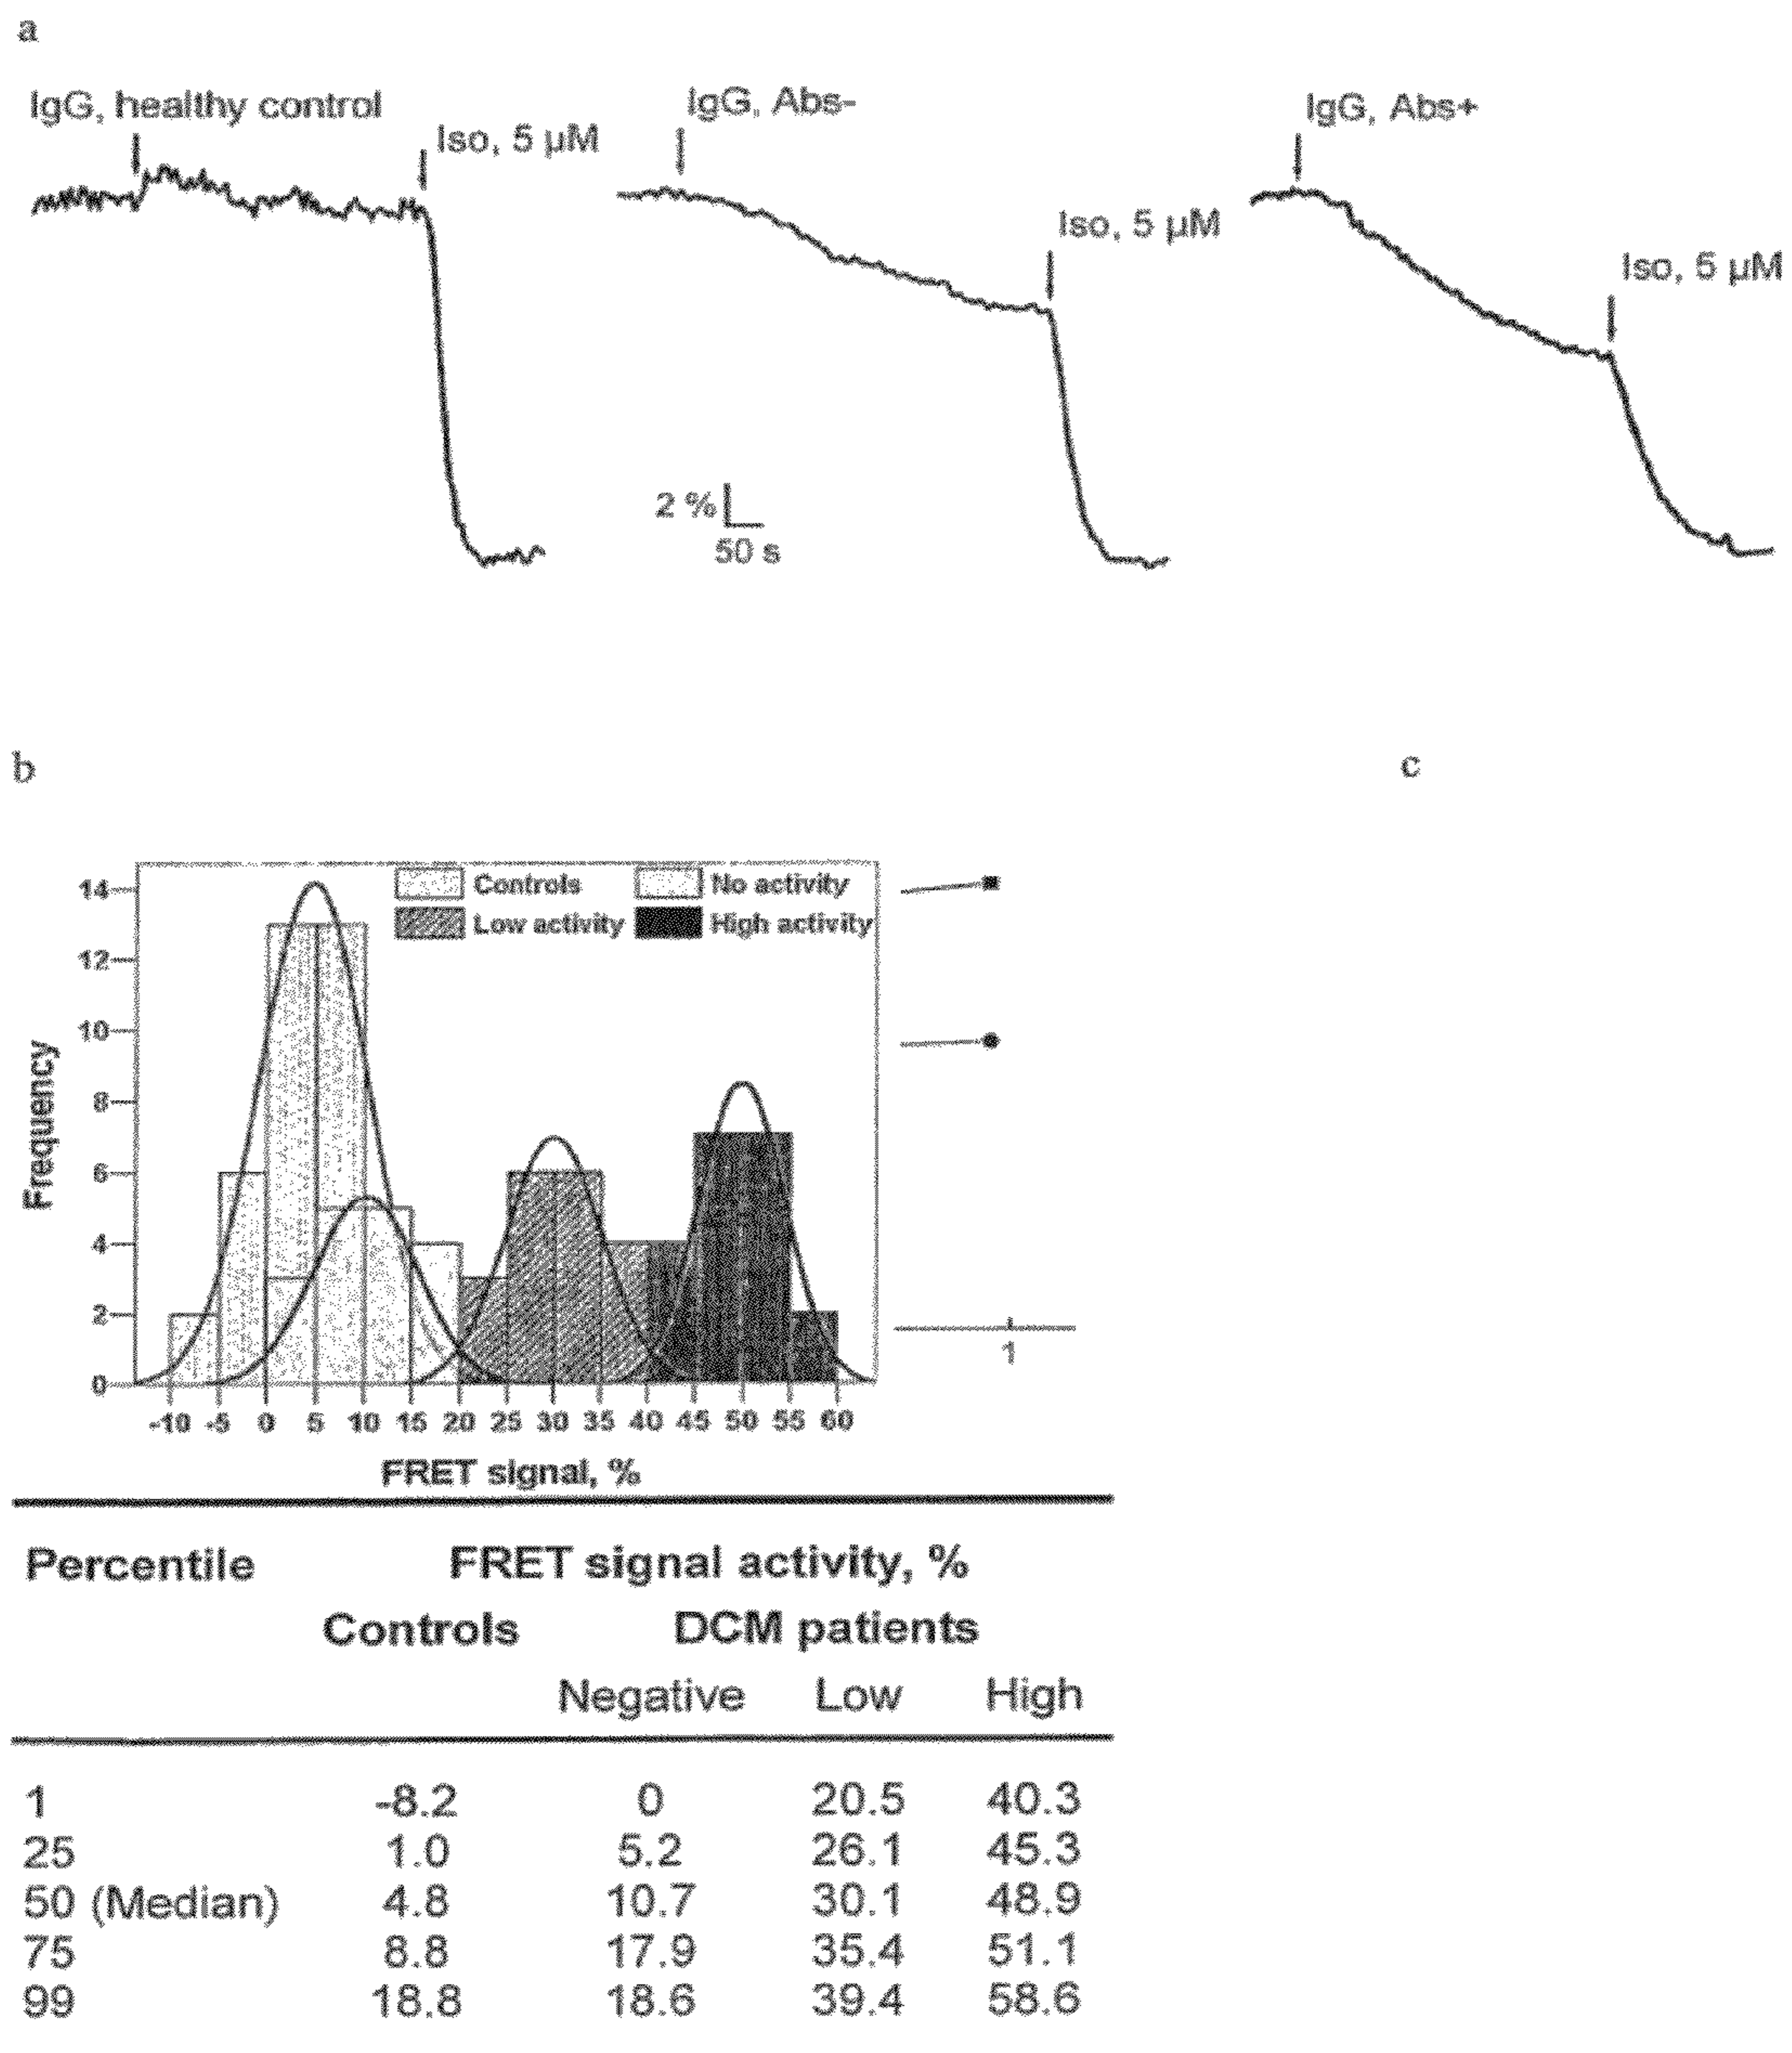 a
IgG, healthy control
Iso, 5 µM
IgG, Abs-
Iso, 5 µM
IgG, Abs+
Iso, 5 µM
2 %
50 s
b
c
Controls
No activity
Low activity
High activity
14
12
10
8
6
4
2
0
Frequency
-10 -5 0 5 10 15 20 25 30 35 40 45 50 55 60
FRET signal, %
1
Percentile FRET signal activity, %
Controls DCM patients
Negative Low High
1 -8.2 0 20.5 40.3
25 1.0 5.2 26.1 45.3
50 (Median) 4.8 10.7 30.1 48.9
75 8.8 17.9 35.4 51.1
99 18.8 18.6 39.4 58.6